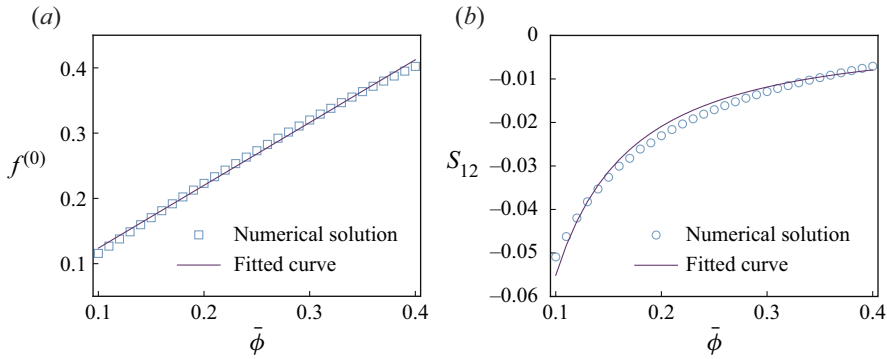 (a)
0.4
0.3
0.2
0.1
f^(0)
0.1 0.2 0.3 0.4
ϕ̄
Numerical solution
Fitted curve
(b)
0
–0.01
–0.02
–0.03
–0.04
–0.05
–0.06
S₁₂
0.1 0.2 0.3 0.4
ϕ̄
Numerical solution
Fitted curve